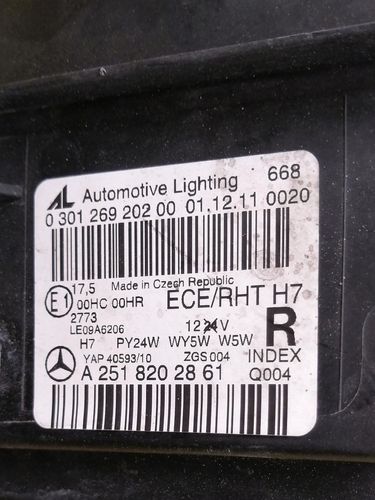 AL Automotive Lighting 668
0 301 269 202 00 01.12.11 0020
E1 17,5 Made in Czech Republic
00HC 00HR ECE/RHT H7
2773
LE09A6206 1224V R
H7 PY24W WY5W W5W
YAP 40593/10 ZGS 004 INDEX
A 251 820 28 61 Q004